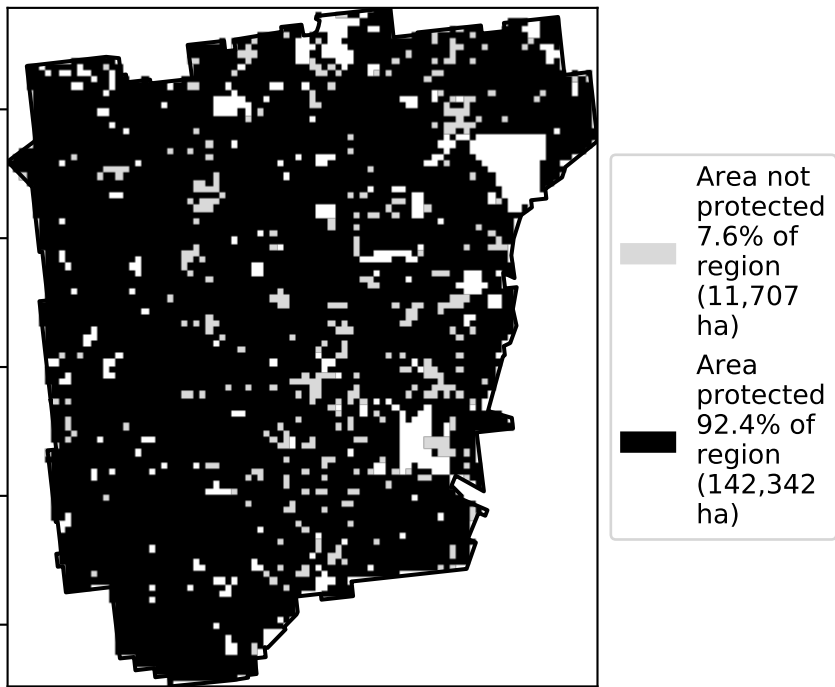 Area not
protected
7.6% of
region
(11,707
ha)
Area
protected
92.4% of
region
(142,342
ha)